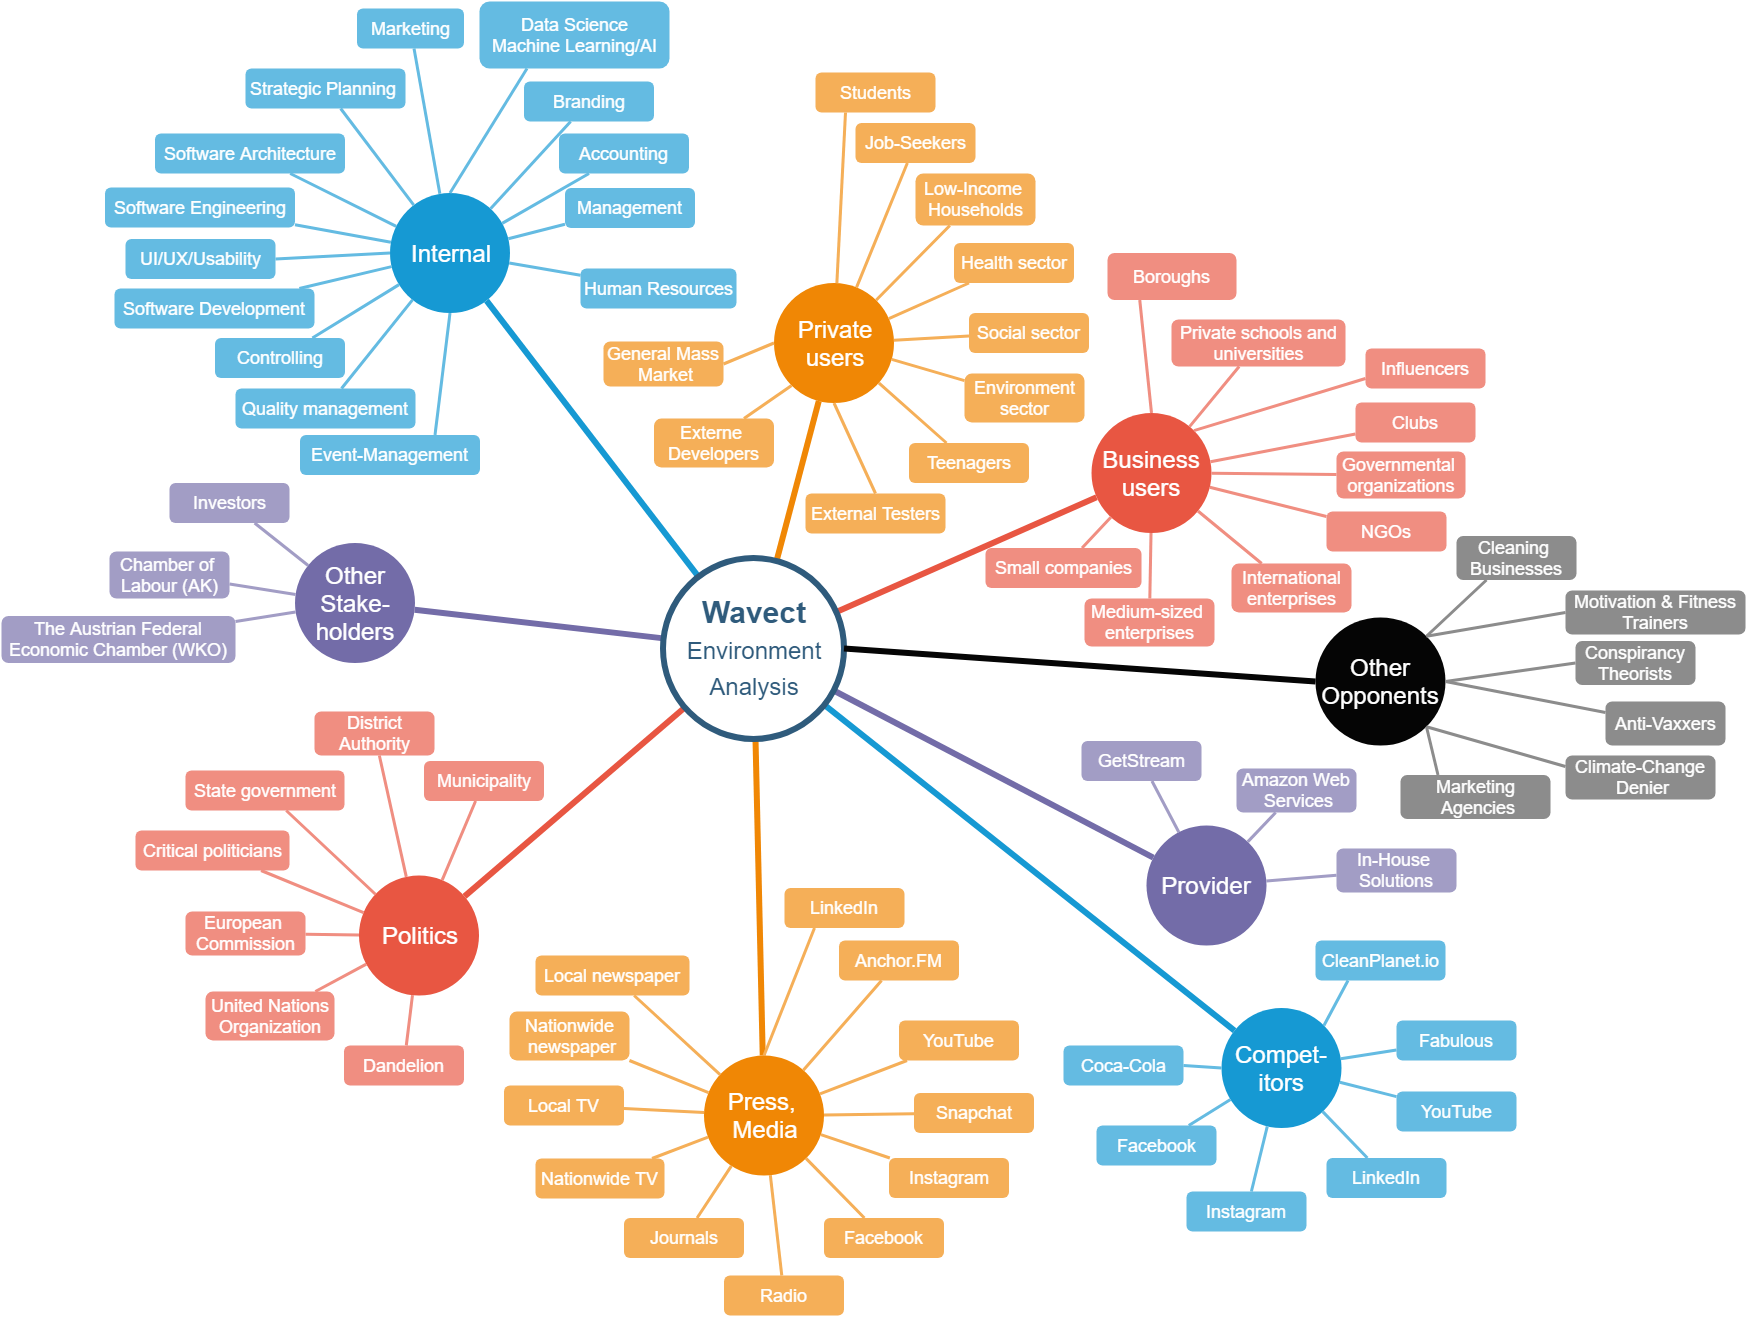 Marketing
Data Science
Machine Learning/AI
Strategic Planning
Branding
Software Architecture
Accounting
Software Engineering
Management
UI/UX/Usability
Internal
Software Development
Human Resources
Controlling
Quality management
Event-Management
Students
Job-Seekers
Low-Income
Households
Health sector
Private
users
Social sector
General Mass
Market
Environment
sector
Externe
Developers
Teenagers
External Testers
Boroughs
Private schools and
universities
Influencers
Clubs
Business
users
Governmental
organizations
NGOs
Small companies
International
enterprises
Medium-sized
enterprises
Investors
Chamber of
Labour (AK)
Other
Stake-
holders
The Austrian Federal
Economic Chamber (WKO)
Wavect
Environment
Analysis
Cleaning
Businesses
Motivation & Fitness
Trainers
Other
Opponents
Conspirancy
Theorists
Anti-Vaxxers
Climate-Change
Denier
Marketing
Agencies
District
Authority
Municipality
State government
Critical politicians
European
Commission
Politics
United Nations
Organization
Dandelion
GetStream
Amazon Web
Services
Provider
In-House
Solutions
LinkedIn
Local newspaper
Anchor.FM
Nationwide
newspaper
YouTube
Local TV
Press,
Media
Snapchat
Nationwide TV
Instagram
Journals
Facebook
Radio
CleanPlanet.io
Fabulous
Coca-Cola
Compet-
itors
YouTube
Facebook
LinkedIn
Instagram